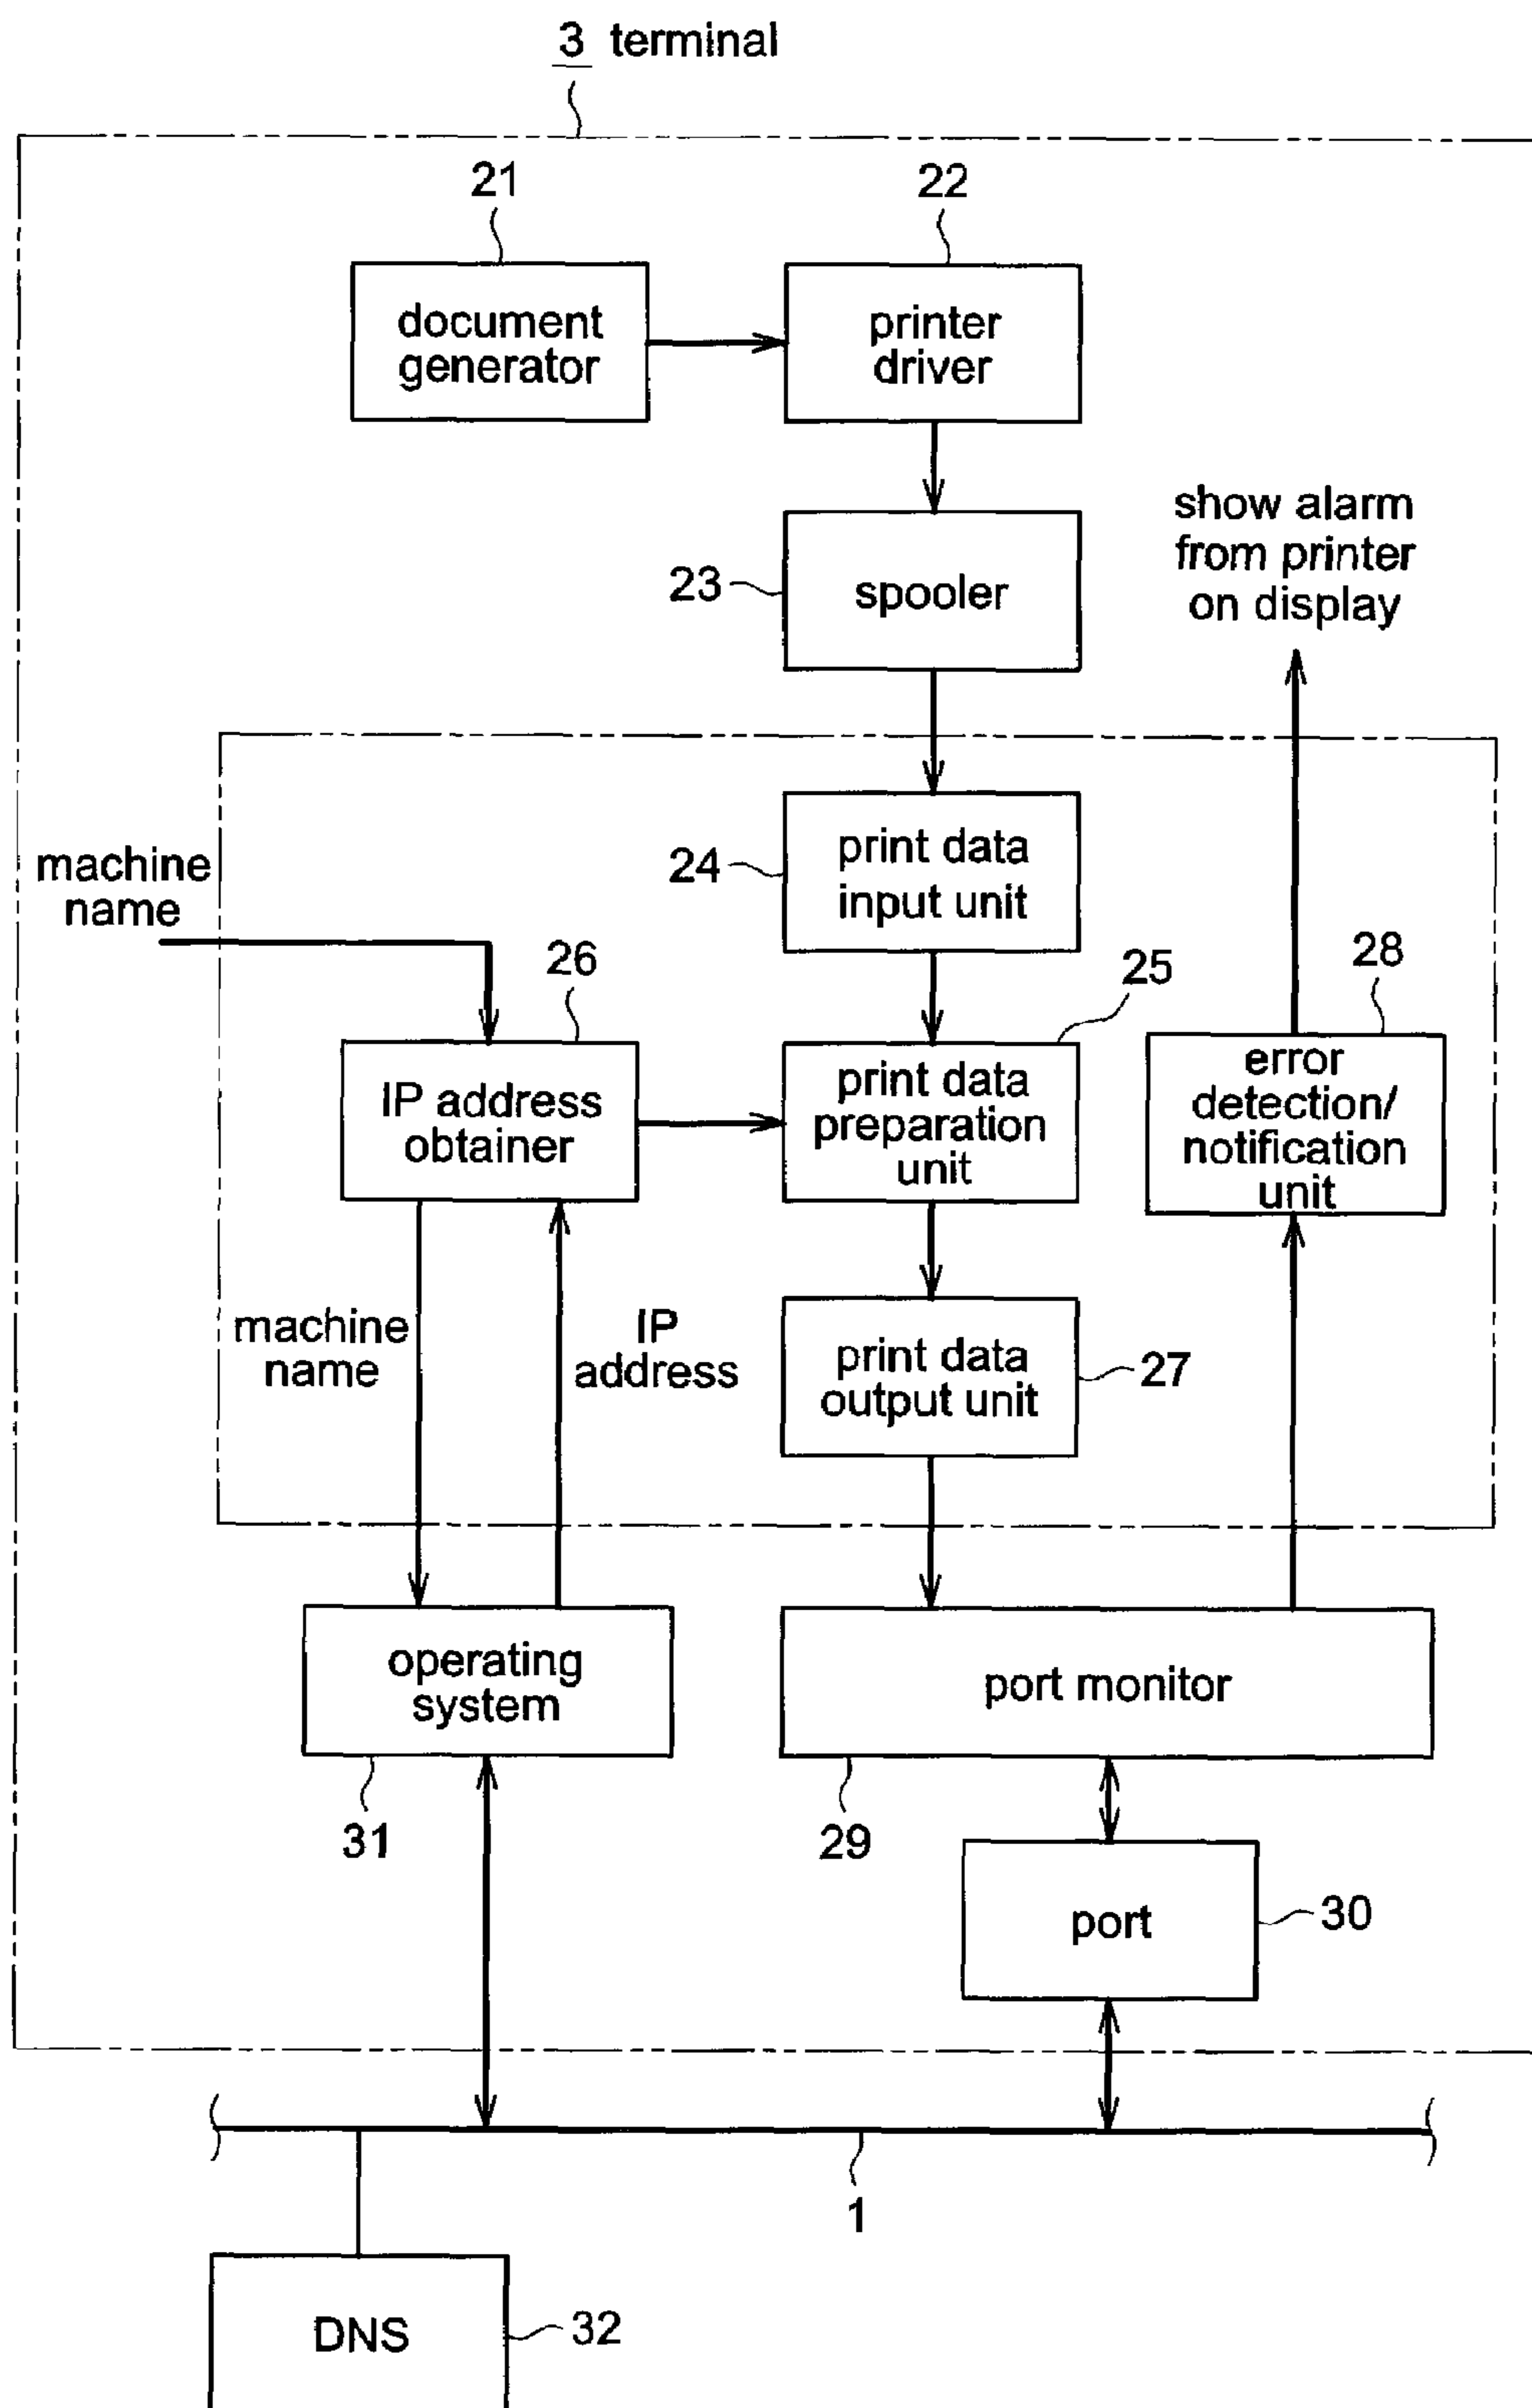 3 terminal
21
22
document
generator
printer
driver
show alarm
from printer
on display
23
spooler
machine
name
24
print data
input unit
26
25
28
IP address
obtainer
print data
preparation
unit
error
detection/
notification
unit
machine
name
IP
address
print data
output unit
27
operating
system
port monitor
31
29
port
30
1
DNS
32